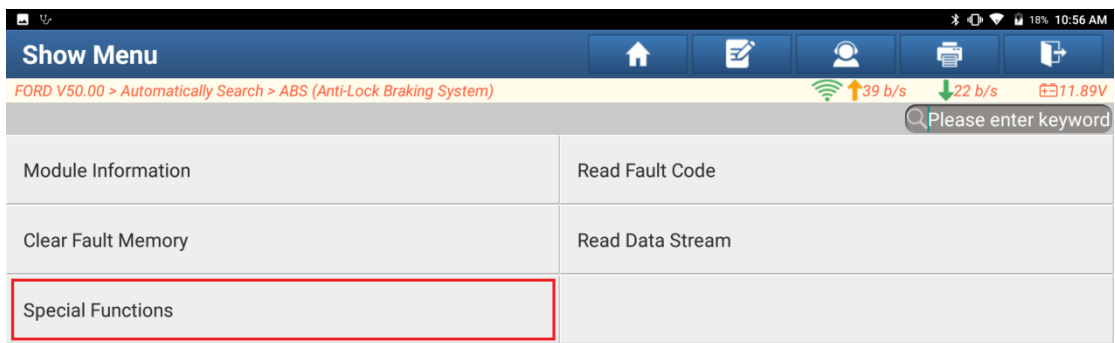 18% 10:56 AM
Show Menu
FORD V50.00 > Automatically Search > ABS (Anti-Lock Braking System) 39 b/s 22 b/s 11.89V
Please enter keyword
Module Information Read Fault Code
Clear Fault Memory Read Data Stream
Special Functions